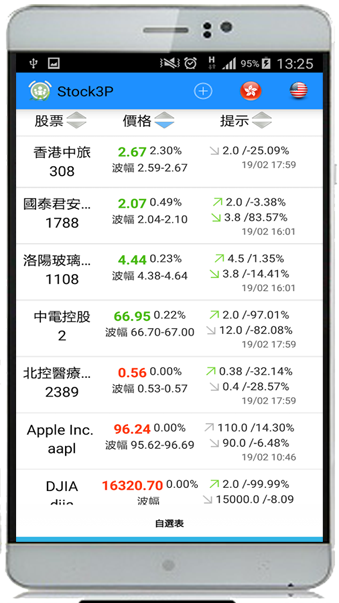 H
95% 13:25
Stock3P
股票 價格 提示
香港中旅 2.67 2.30% 2.0 /-25.09%
308 波幅 2.59-2.67 19/02 17:59
國泰君安... 2.07 0.49% 2.0 /-3.38%
1788 波幅 2.04-2.10 3.8 /83.57%
19/02 16:01
洛陽玻璃... 4.44 0.23% 4.5 /1.35%
1108 波幅 4.38-4.64 3.8 /-14.41%
19/02 16:01
中電控股 66.95 0.22% 2.0 /-97.01%
2 波幅 66.70-67.00 12.0 /-82.08%
19/02 17:59
北控醫療... 0.56 0.00% 0.38 /-32.14%
2389 波幅 0.53-0.57 0.4 /-28.57%
19/02 17:59
Apple Inc. 96.24 0.00% 110.0 /14.30%
aapl 波幅 95.62-96.69 90.0 /-6.48%
19/02 10:46
DJIA 16320.70 0.00% 2.0 /-99.99%
djia 波幅 15000.0 /-8.09
自選表